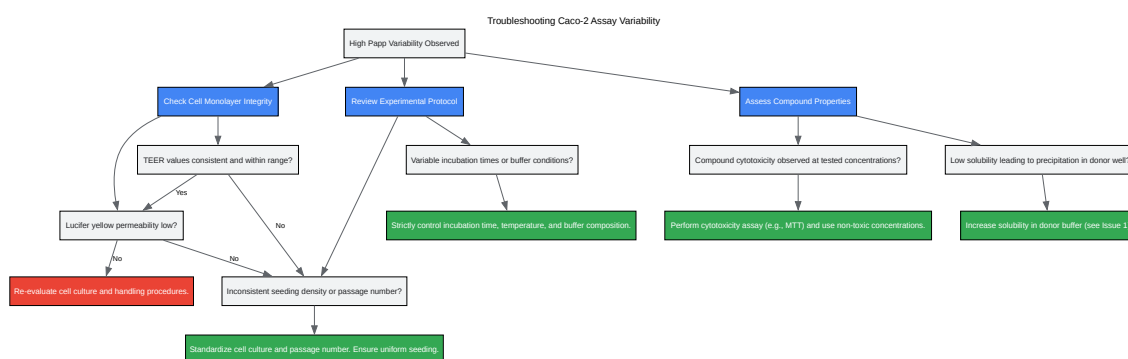 Troubleshooting Caco-2 Assay Variability
High Papp Variability Observed
Check Cell Monolayer Integrity
Review Experimental Protocol
Assess Compound Properties
TEER values consistent and within range?
Variable incubation times or buffer conditions?
Compound cytotoxicity observed at tested concentrations?
Low solubility leading to precipitation in donor well?
Yes
Lucifer yellow permeability low?
No
Strictly control incubation time, temperature, and buffer composition.
Perform cytotoxicity assay (e.g., MTT) and use non-toxic concentrations.
Increase solubility in donor buffer (see Issue 1
No
No
Re-evaluate cell culture and handling procedures.
Inconsistent seeding density or passage number?
Standardize cell culture and passage number. Ensure uniform seeding.